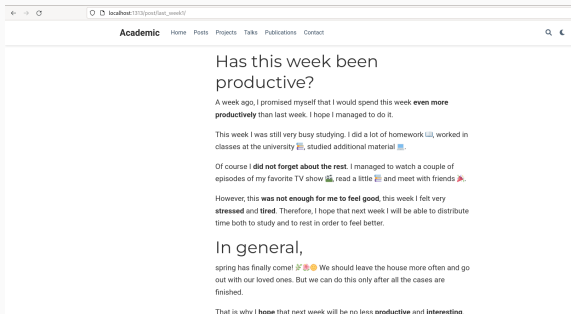 localhost:1313/post/last_week1/
Academic Home Posts Projects Talks Publications Contact
Has this week been
productive?
A week ago, I promised myself that I would spend this week even more
productively than last week. I hope I managed to do it.
This week I was still very busy studying. I did a lot of homework 📖, worked in
classes at the university 📚, studied additional material 📘.
Of course I did not forget about the rest. I managed to watch a couple of
episodes of my favorite TV show 🎬, read a little 📚 and meet with friends 🎉.
However, this was not enough for me to feel good, this week I felt very
stressed and tired. Therefore, I hope that next week I will be able to distribute
time both to study and to rest in order to feel better.
In general,
spring has finally come! We should leave the house more often and go
out with our loved ones. But we can do this only after all the cases are
finished.
That is why I hope that next week will be no less productive and interesting.